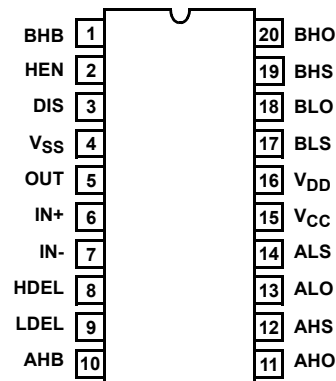 BHB 1 20 BHO
HEN 2 19 BHS
DIS 3 18 BLO
VSS 4 17 BLS
OUT 5 16 VDD
IN+ 6 15 VCC
IN- 7 14 ALS
HDEL 8 13 ALO
LDEL 9 12 AHS
AHB 10 11 AHO